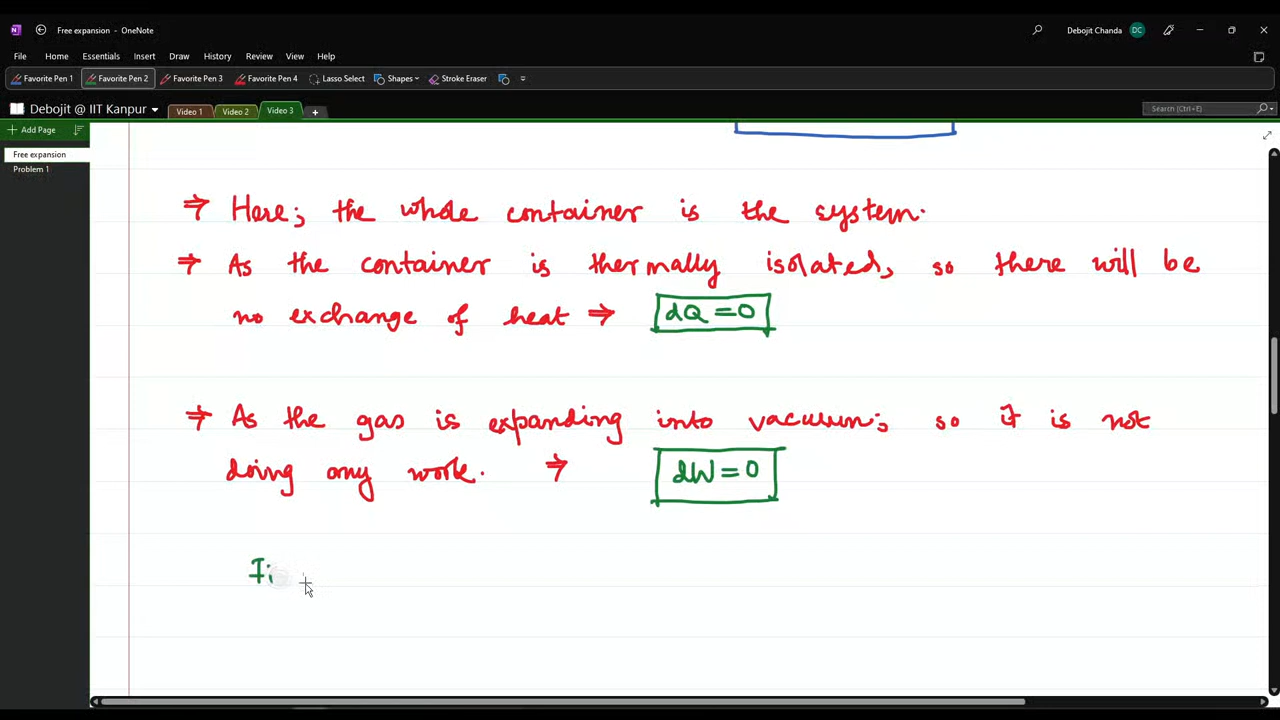 Free expansion - OneNote
Debojit Chanda DC
File Home Essentials Insert Draw History Review View Help
Favorite Pen 1 Favorite Pen 2 Favorite Pen 3 Favorite Pen 4 Lasso Select Shapes Stroke Eraser
Debojit @ IIT Kanpur Video 1 Video 2 Video 3 + Search (Ctrl+E)
+ Add Page
Free expansion
Problem 1
⇒ Here; the whole container is the system.
⇒ As the container is thermally isolated, so there will be
no exchange of heat ⇒ dQ = 0
⇒ As the gas is expanding into vacuum; so it is not
doing any work. ⇒ dW = 0
Fi